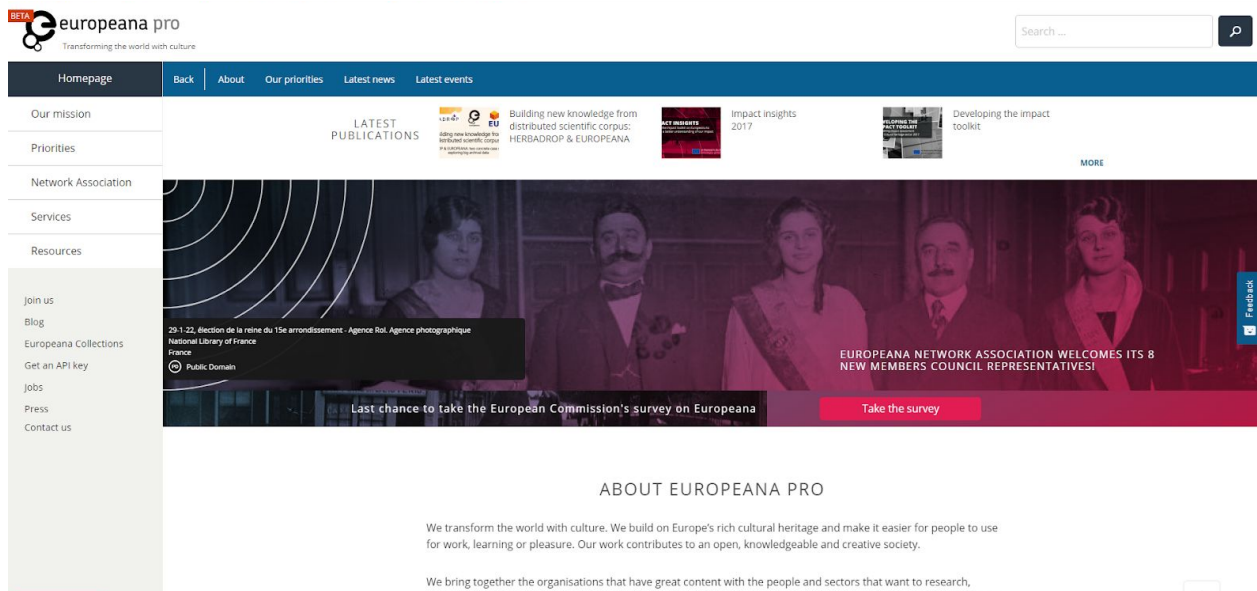 BETA
europeana pro
Transforming the world with culture
Search ...
Homepage
Back
About
Our priorities
Latest news
Latest events
Our mission
Priorities
Network Association
Services
Resources
Join us
Blog
Europeana Collections
Get an API key
Jobs
Press
Contact us
LATEST
PUBLICATIONS
Building new knowledge from
distributed scientific corpus:
HERBADROP & EUROPEANA
Impact insights
2017
Developing the impact
toolkit
MORE
29-1-22, élection de la reine du 15e arrondissement - Agence Rol. Agence photographique
National Library of France
France
Public Domain
EUROPEANA NETWORK ASSOCIATION WELCOMES ITS 8
NEW MEMBERS COUNCIL REPRESENTATIVES!
Last chance to take the European Commission's survey on Europeana
Take the survey
Feedback
ABOUT EUROPEANA PRO
We transform the world with culture. We build on Europe's rich cultural heritage and make it easier for people to use
for work, learning or pleasure. Our work contributes to an open, knowledgeable and creative society.
We bring together the organisations that have great content with the people and sectors that want to research,